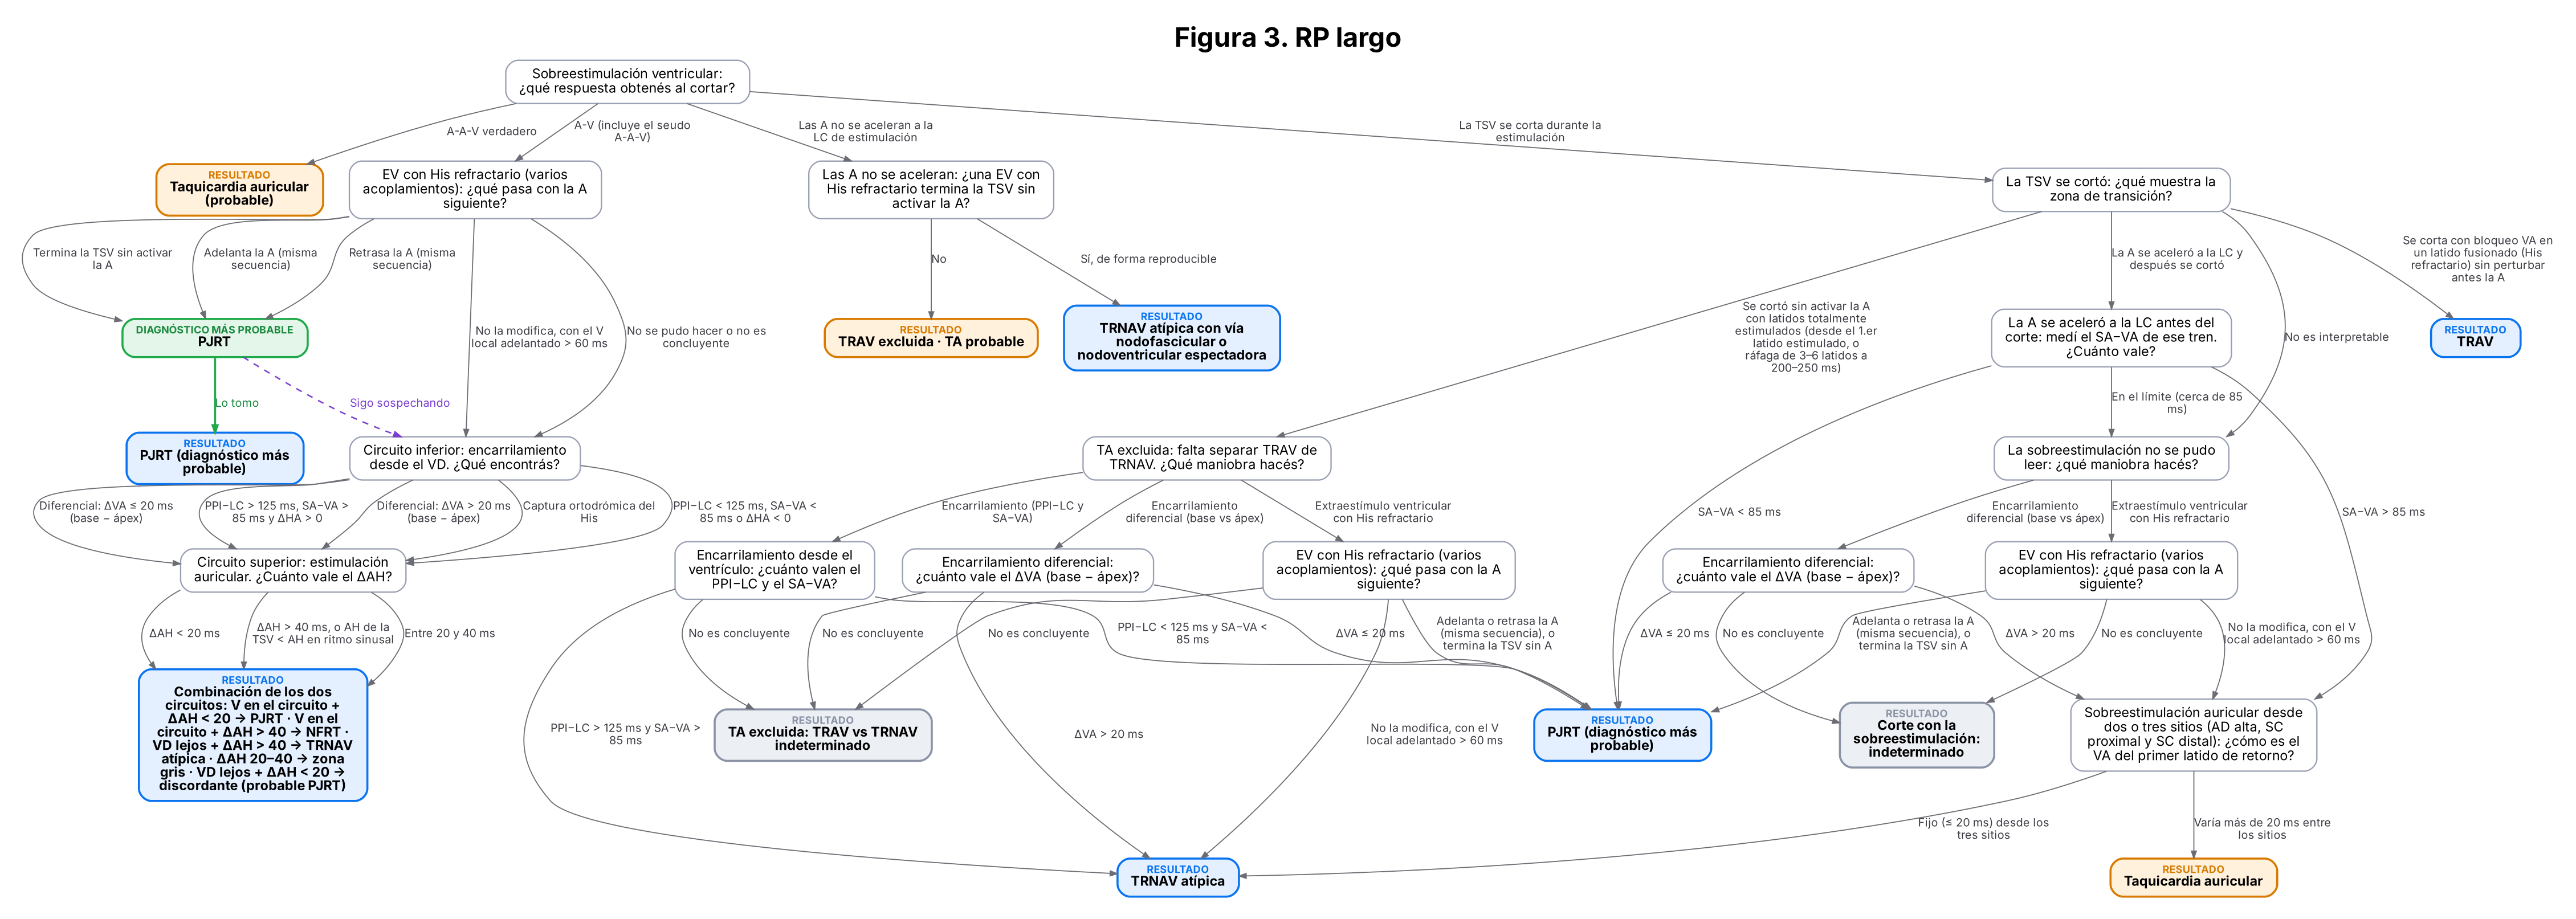 Figura 3. RP largo
Sobreestimulación ventricular:
¿qué respuesta obtenés al cortar?
A-A-V verdadero
A-V (incluye el seudo
A-A-V)
Las A no se aceleran a la
LC de estimulación
La TSV se corta durante la
estimulación
RESULTADO
Taquicardia auricular
(probable)
EV con His refractario (varios
acoplamientos): ¿qué pasa con la A
siguiente?
Las A no se aceleran: ¿una EV con
His refractario termina la TSV sin
activar la A?
La TSV se cortó: ¿qué muestra la
zona de transición?
Termina la TSV sin activar
la A
Adelanta la A (misma
secuencia)
Retrasa la A (misma
secuencia)
No la modifica, con el V
local adelantado > 60 ms
No se pudo hacer o no es
concluyente
No
Sí, de forma reproducible
Se cortó sin activar la A
con latidos totalmente
estimulados (desde el 1.er
latido estimulado, o
ráfaga de 3–6 latidos a
200–250 ms)
La A se aceleró a la LC y
después se cortó
No es interpretable
Se corta con bloqueo VA en
un latido fusionado (His
refractario) sin perturbar
antes la A
DIAGNÓSTICO MÁS PROBABLE
PJRT
RESULTADO
TRAV excluida · TA probable
RESULTADO
TRNAV atípica con vía
nodofascicular o
nodoventricular espectadora
La A se aceleró a la LC antes del
corte: medí el SA−VA de ese tren.
¿Cuánto vale?
RESULTADO
TRAV
Lo tomo
Sigo sospechando
En el límite (cerca de 85
ms)
SA−VA < 85 ms
SA−VA > 85 ms
RESULTADO
PJRT (diagnóstico más
probable)
Circuito inferior: encarrilamiento
desde el VD. ¿Qué encontrás?
TA excluida: falta separar TRAV de
TRNAV. ¿Qué maniobra hacés?
La sobreestimulación no se pudo
leer: ¿qué maniobra hacés?
Diferencial: ΔVA ≤ 20 ms
(base − ápex)
PPI−LC > 125 ms, SA−VA >
85 ms y ΔHA > 0
Diferencial: ΔVA > 20 ms
(base − ápex)
Captura ortodrómica del
His
PPI−LC < 125 ms, SA−VA <
85 ms o ΔHA < 0
Encarrilamiento (PPI−LC y
SA−VA)
Encarrilamiento
diferencial (base vs ápex)
Extraestímulo ventricular
con His refractario
Encarrilamiento
diferencial (base vs ápex)
Extraestímulo ventricular
con His refractario
Circuito superior: estimulación
auricular. ¿Cuánto vale el ΔAH?
Encarrilamiento desde el
ventrículo: ¿cuánto valen el
PPI−LC y el SA−VA?
Encarrilamiento diferencial:
¿cuánto vale el ΔVA (base − ápex)?
EV con His refractario (varios
acoplamientos): ¿qué pasa con la A
siguiente?
Encarrilamiento diferencial:
¿cuánto vale el ΔVA (base − ápex)?
EV con His refractario (varios
acoplamientos): ¿qué pasa con la A
siguiente?
ΔAH < 20 ms
ΔAH > 40 ms, o AH de la
TSV < AH en ritmo sinusal
Entre 20 y 40 ms
No es concluyente
No es concluyente
No es concluyente
PPI−LC < 125 ms y SA−VA <
85 ms
ΔVA ≤ 20 ms
Adelanta o retrasa la A
(misma secuencia), o
termina la TSV sin A
ΔVA ≤ 20 ms
No es concluyente
Adelanta o retrasa la A
(misma secuencia), o
termina la TSV sin A
ΔVA > 20 ms
No es concluyente
No la modifica, con el V
local adelantado > 60 ms
RESULTADO
Combinación de los dos
circuitos: V en el circuito +
ΔAH < 20 → PJRT · V en el
circuito + ΔAH > 40 → NFRT ·
VD lejos + ΔAH > 40 → TRNAV
atípica · ΔAH 20–40 → zona
gris · VD lejos + ΔAH < 20 →
discordante (probable PJRT)
PPI−LC > 125 ms y SA−VA >
85 ms
RESULTADO
TA excluida: TRAV vs TRNAV
indeterminado
ΔVA > 20 ms
No la modifica, con el V
local adelantado > 60 ms
RESULTADO
PJRT (diagnóstico más
probable)
RESULTADO
Corte con la
sobreestimulación:
indeterminado
Sobreestimulación auricular desde
dos o tres sitios (AD alta, SC
proximal y SC distal): ¿cómo es el
VA del primer latido de retorno?
Fijo (≤ 20 ms) desde los
tres sitios
Varía más de 20 ms entre
los sitios
RESULTADO
TRNAV atípica
RESULTADO
Taquicardia auricular